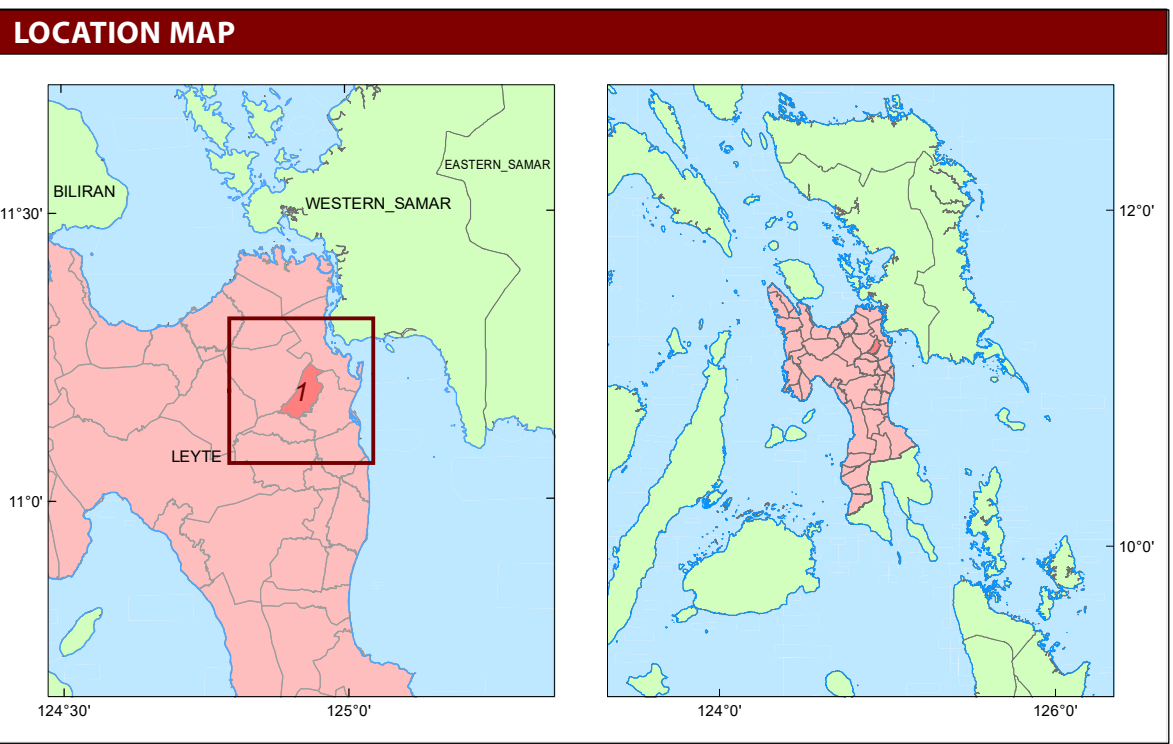 LOCATION MAP
EASTERN_SAMAR
BILIRAN
WESTERN_SAMAR
11°30'
1
LEYTE
11°0'
124°30'
125°0'
12°0'
10°0'
124°0'
126°0'